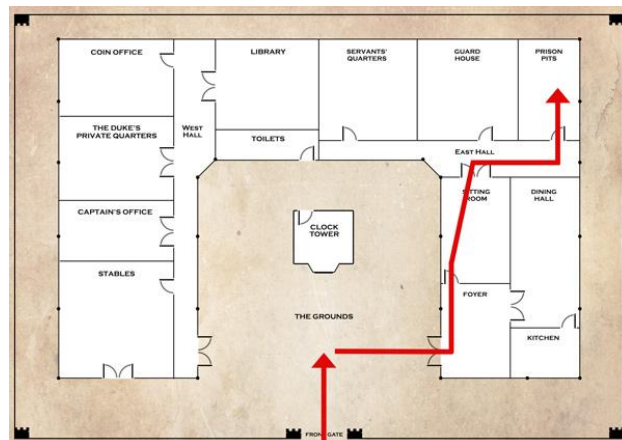 COIN OFFICE
LIBRARY
SERVANTS'
QUARTERS
GUARD
HOUSE
PRISON
PITS
THE DUKE'S
PRIVATE QUARTERS
WEST
HALL
TOILETS
EAST HALL
CAPTAIN'S OFFICE
SITTING
ROOM
DINING
HALL
CLOCK
TOWER
STABLES
FOYER
THE GROUNDS
KITCHEN
FRONT GATE